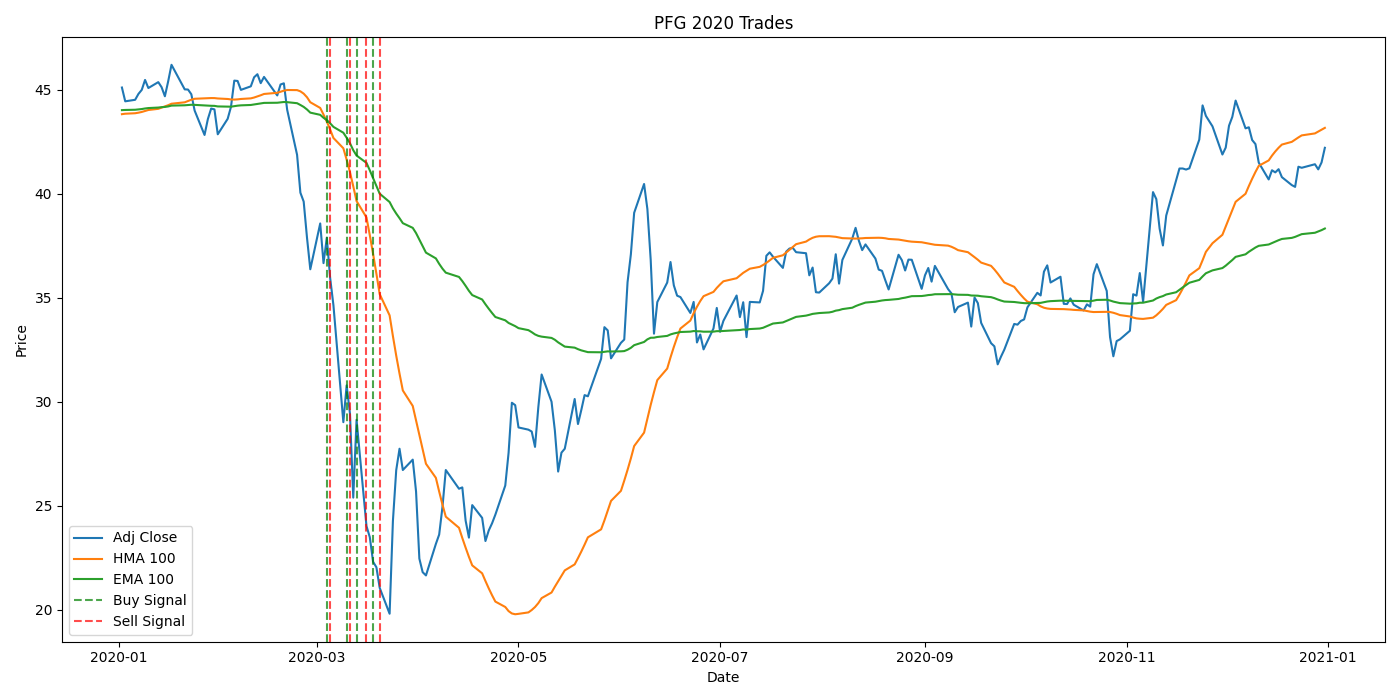 PFG 2020 Trades
Price
45
40
35
30
25
20
Adj Close
HMA 100
EMA 100
Buy Signal
Sell Signal
2020-01 2020-03 2020-05 2020-07 2020-09 2020-11 2021-01
Date